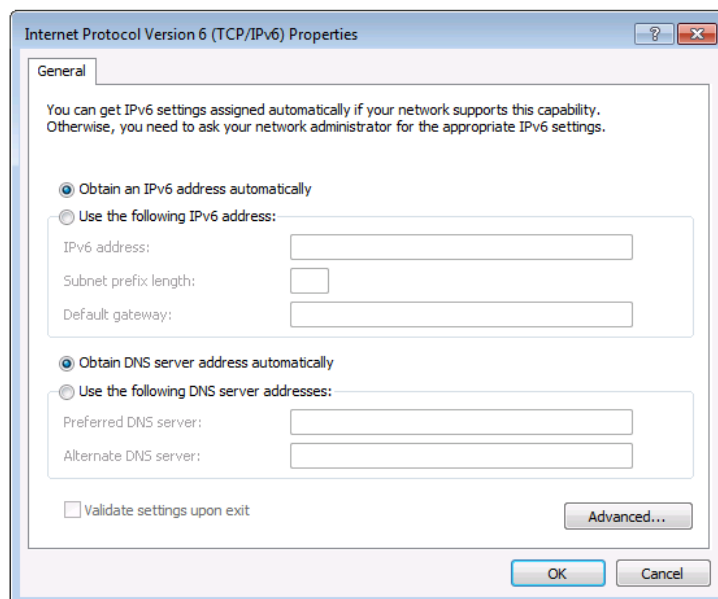 Internet Protocol Version 6 (TCP/IPv6) Properties
General
You can get IPv6 settings assigned automatically if your network supports this capability.
Otherwise, you need to ask your network administrator for the appropriate IPv6 settings.
Obtain an IPv6 address automatically
Use the following IPv6 address:
IPv6 address:
Subnet prefix length:
Default gateway:
Obtain DNS server address automatically
Use the following DNS server addresses:
Preferred DNS server:
Alternate DNS server:
Validate settings upon exit
Advanced...
OK
Cancel